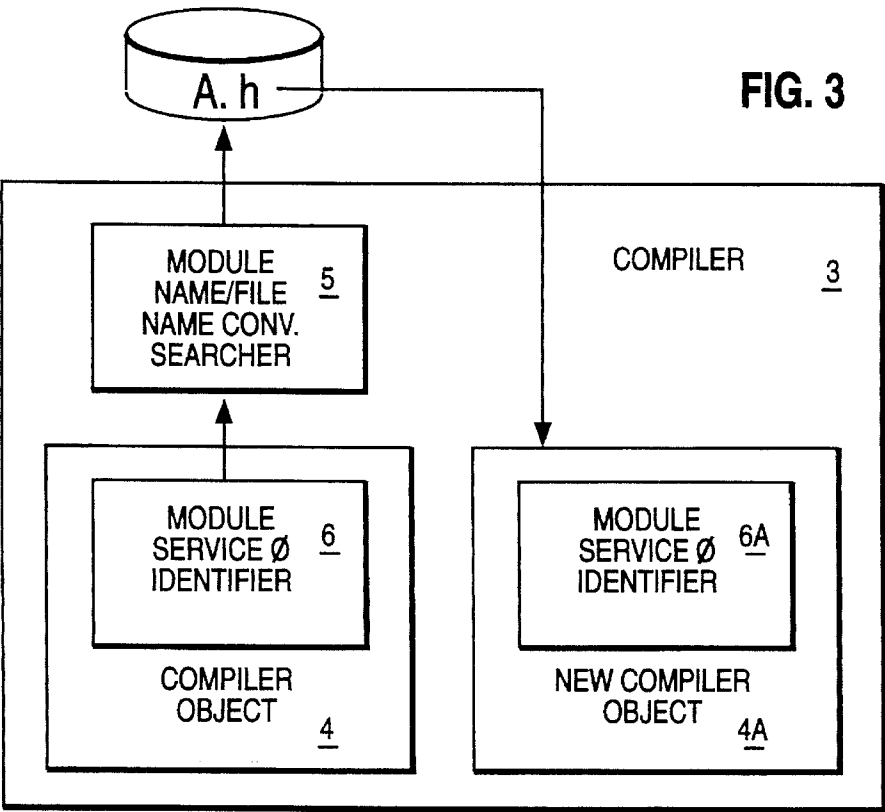 A. h
FIG. 3
MODULE
NAME/FILE
NAME CONV.
SEARCHER
5
COMPILER
3
MODULE
SERVICE Ø
IDENTIFIER
6
COMPILER
OBJECT
4
MODULE
SERVICE Ø
IDENTIFIER
6A
NEW COMPILER
OBJECT
4A